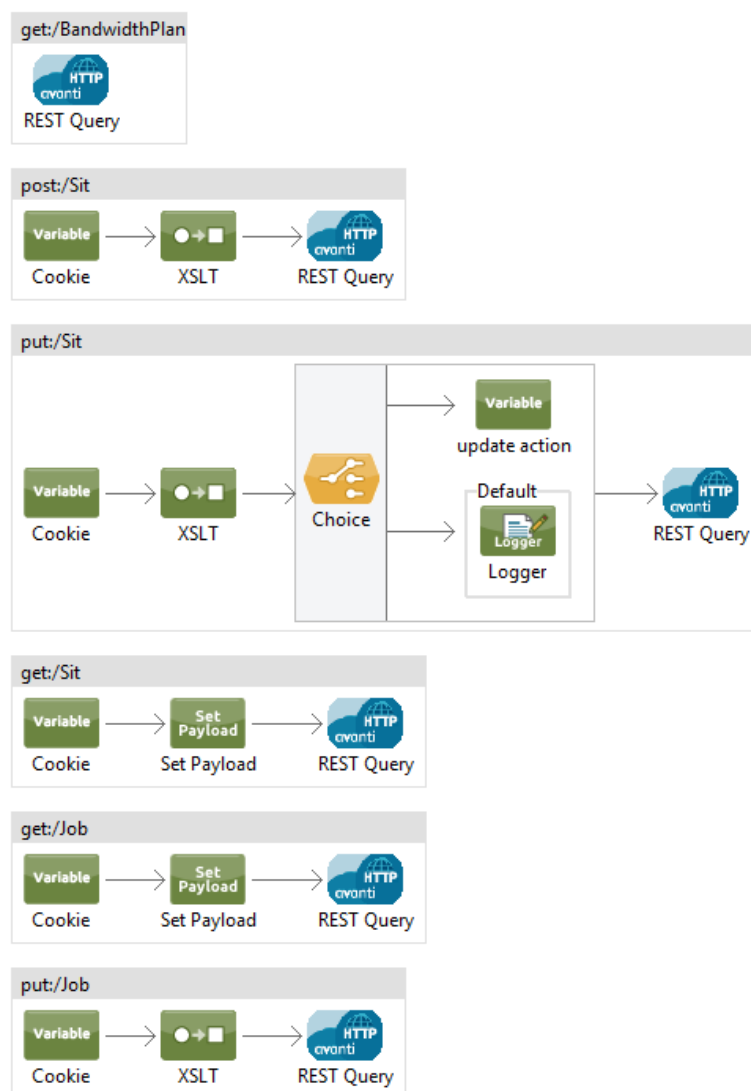 get:/BandwidthPlan
HTTP
avanti
REST Query
post:/Sit
Variable
HTTP
avanti
Cookie
XSLT
REST Query
put:/Sit
Variable
update action
Default
Variable
HTTP
avanti
Logger
Cookie
XSLT
Choice
REST Query
Logger
get:/Sit
Variable
Set
Payload
HTTP
avanti
Cookie
Set Payload
REST Query
get:/Job
Variable
Set
Payload
HTTP
avanti
Cookie
Set Payload
REST Query
put:/Job
Variable
HTTP
avanti
Cookie
XSLT
REST Query